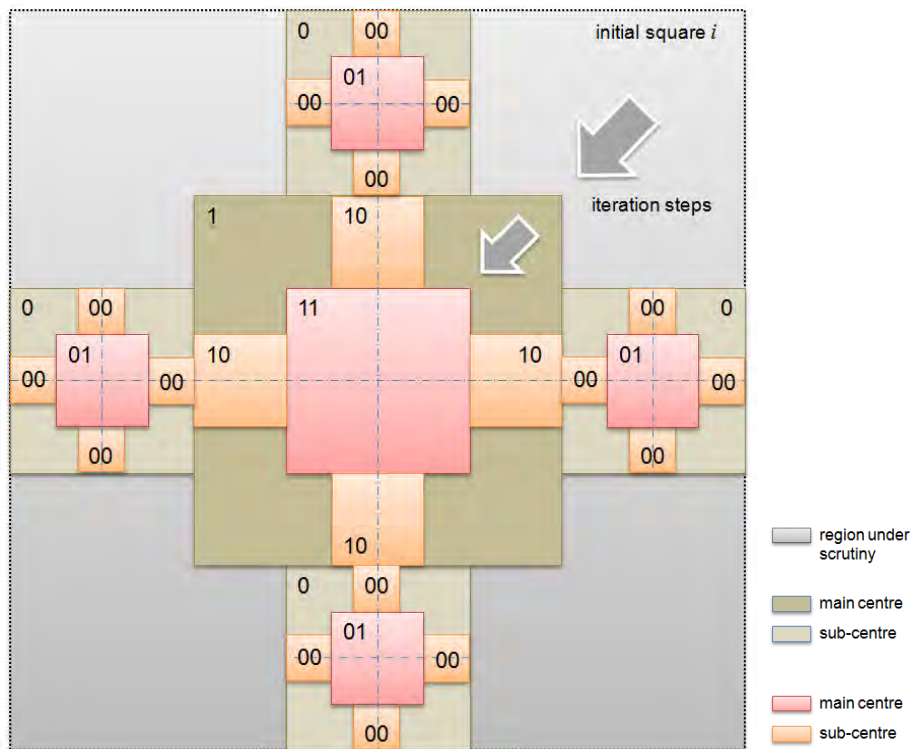 0 00 initial square i
01
00 00
00
iteration steps
1 10
0 00 11 00 0
01 01
10 10
00 00 00 00
00 00
region under
scrutiny
10
0 00
main centre
01
sub-centre
00 00
main centre
00
sub-centre